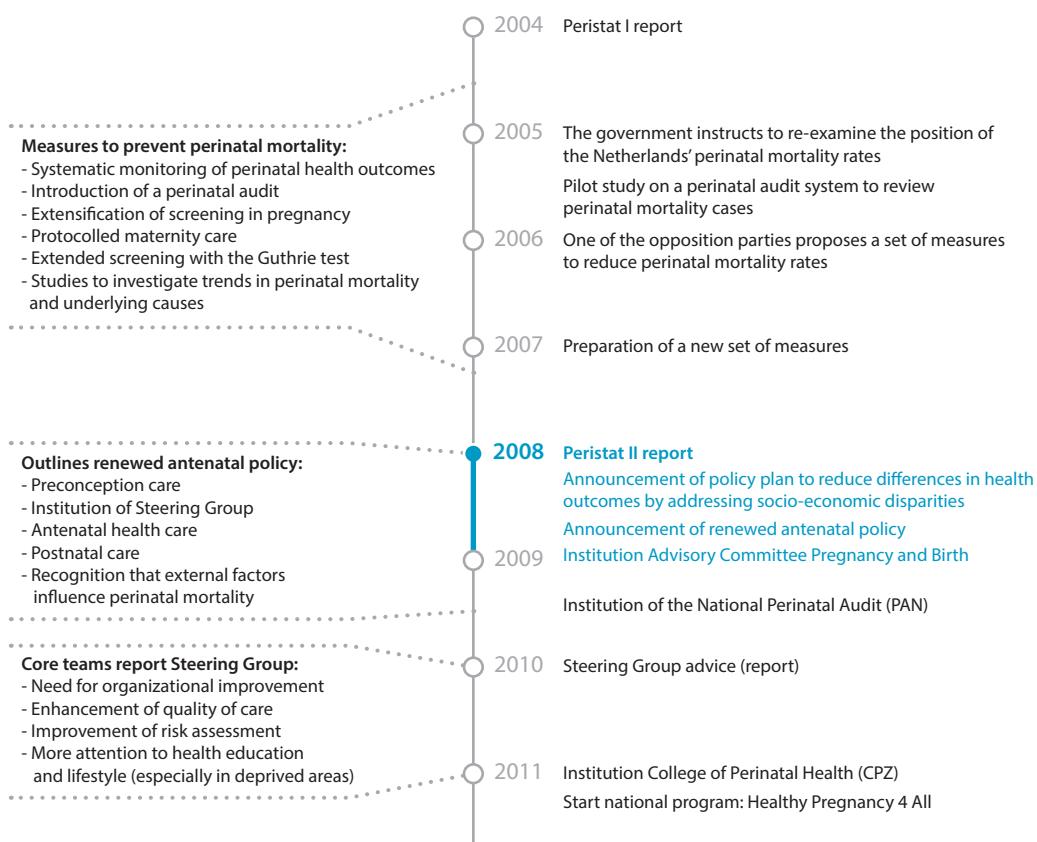 2004 Peristat I report
2005 The government instructs to re-examine the position of
the Netherlands' perinatal mortality rates
Pilot study on a perinatal audit system to review
perinatal mortality cases
Measures to prevent perinatal mortality:
- Systematic monitoring of perinatal health outcomes
- Introduction of a perinatal audit
- Extensification of screening in pregnancy
- Protocolled maternity care
- Extended screening with the Guthrie test
- Studies to investigate trends in perinatal mortality
and underlying causes
2006 One of the opposition parties proposes a set of measures
to reduce perinatal mortality rates
2007 Preparation of a new set of measures
2008 Peristat II report
Announcement of policy plan to reduce differences in health
outcomes by addressing socio-economic disparities
Announcement of renewed antenatal policy
Outlines renewed antenatal policy:
- Preconception care
- Institution of Steering Group
- Antenatal health care
- Postnatal care
- Recognition that external factors
influence perinatal mortality
2009 Institution Advisory Committee Pregnancy and Birth
Institution of the National Perinatal Audit (PAN)
2010 Steering Group advice (report)
Core teams report Steering Group:
- Need for organizational improvement
- Enhancement of quality of care
- Improvement of risk assessment
- More attention to health education
and lifestyle (especially in deprived areas)
2011 Institution College of Perinatal Health (CPZ)
Start national program: Healthy Pregnancy 4 All